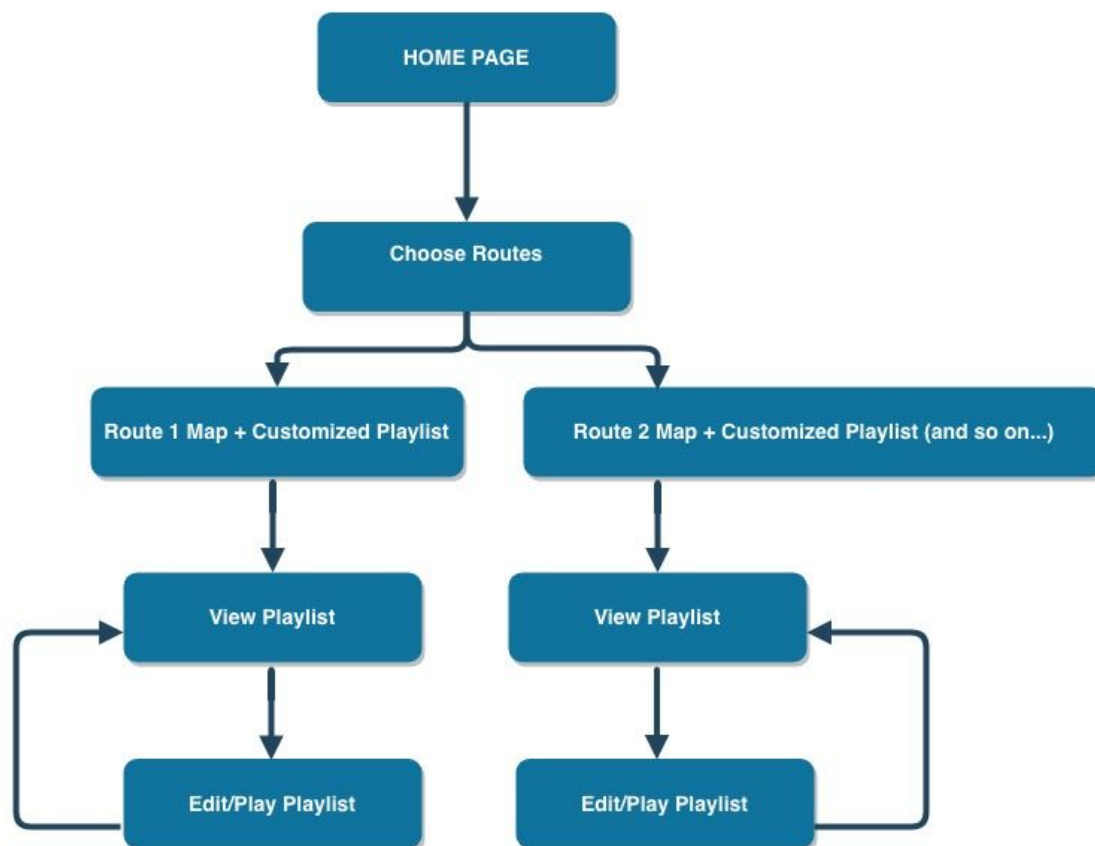 HOME PAGE
Choose Routes
Route 1 Map + Customized Playlist
Route 2 Map + Customized Playlist (and so on...)
View Playlist
View Playlist
Edit/Play Playlist
Edit/Play Playlist